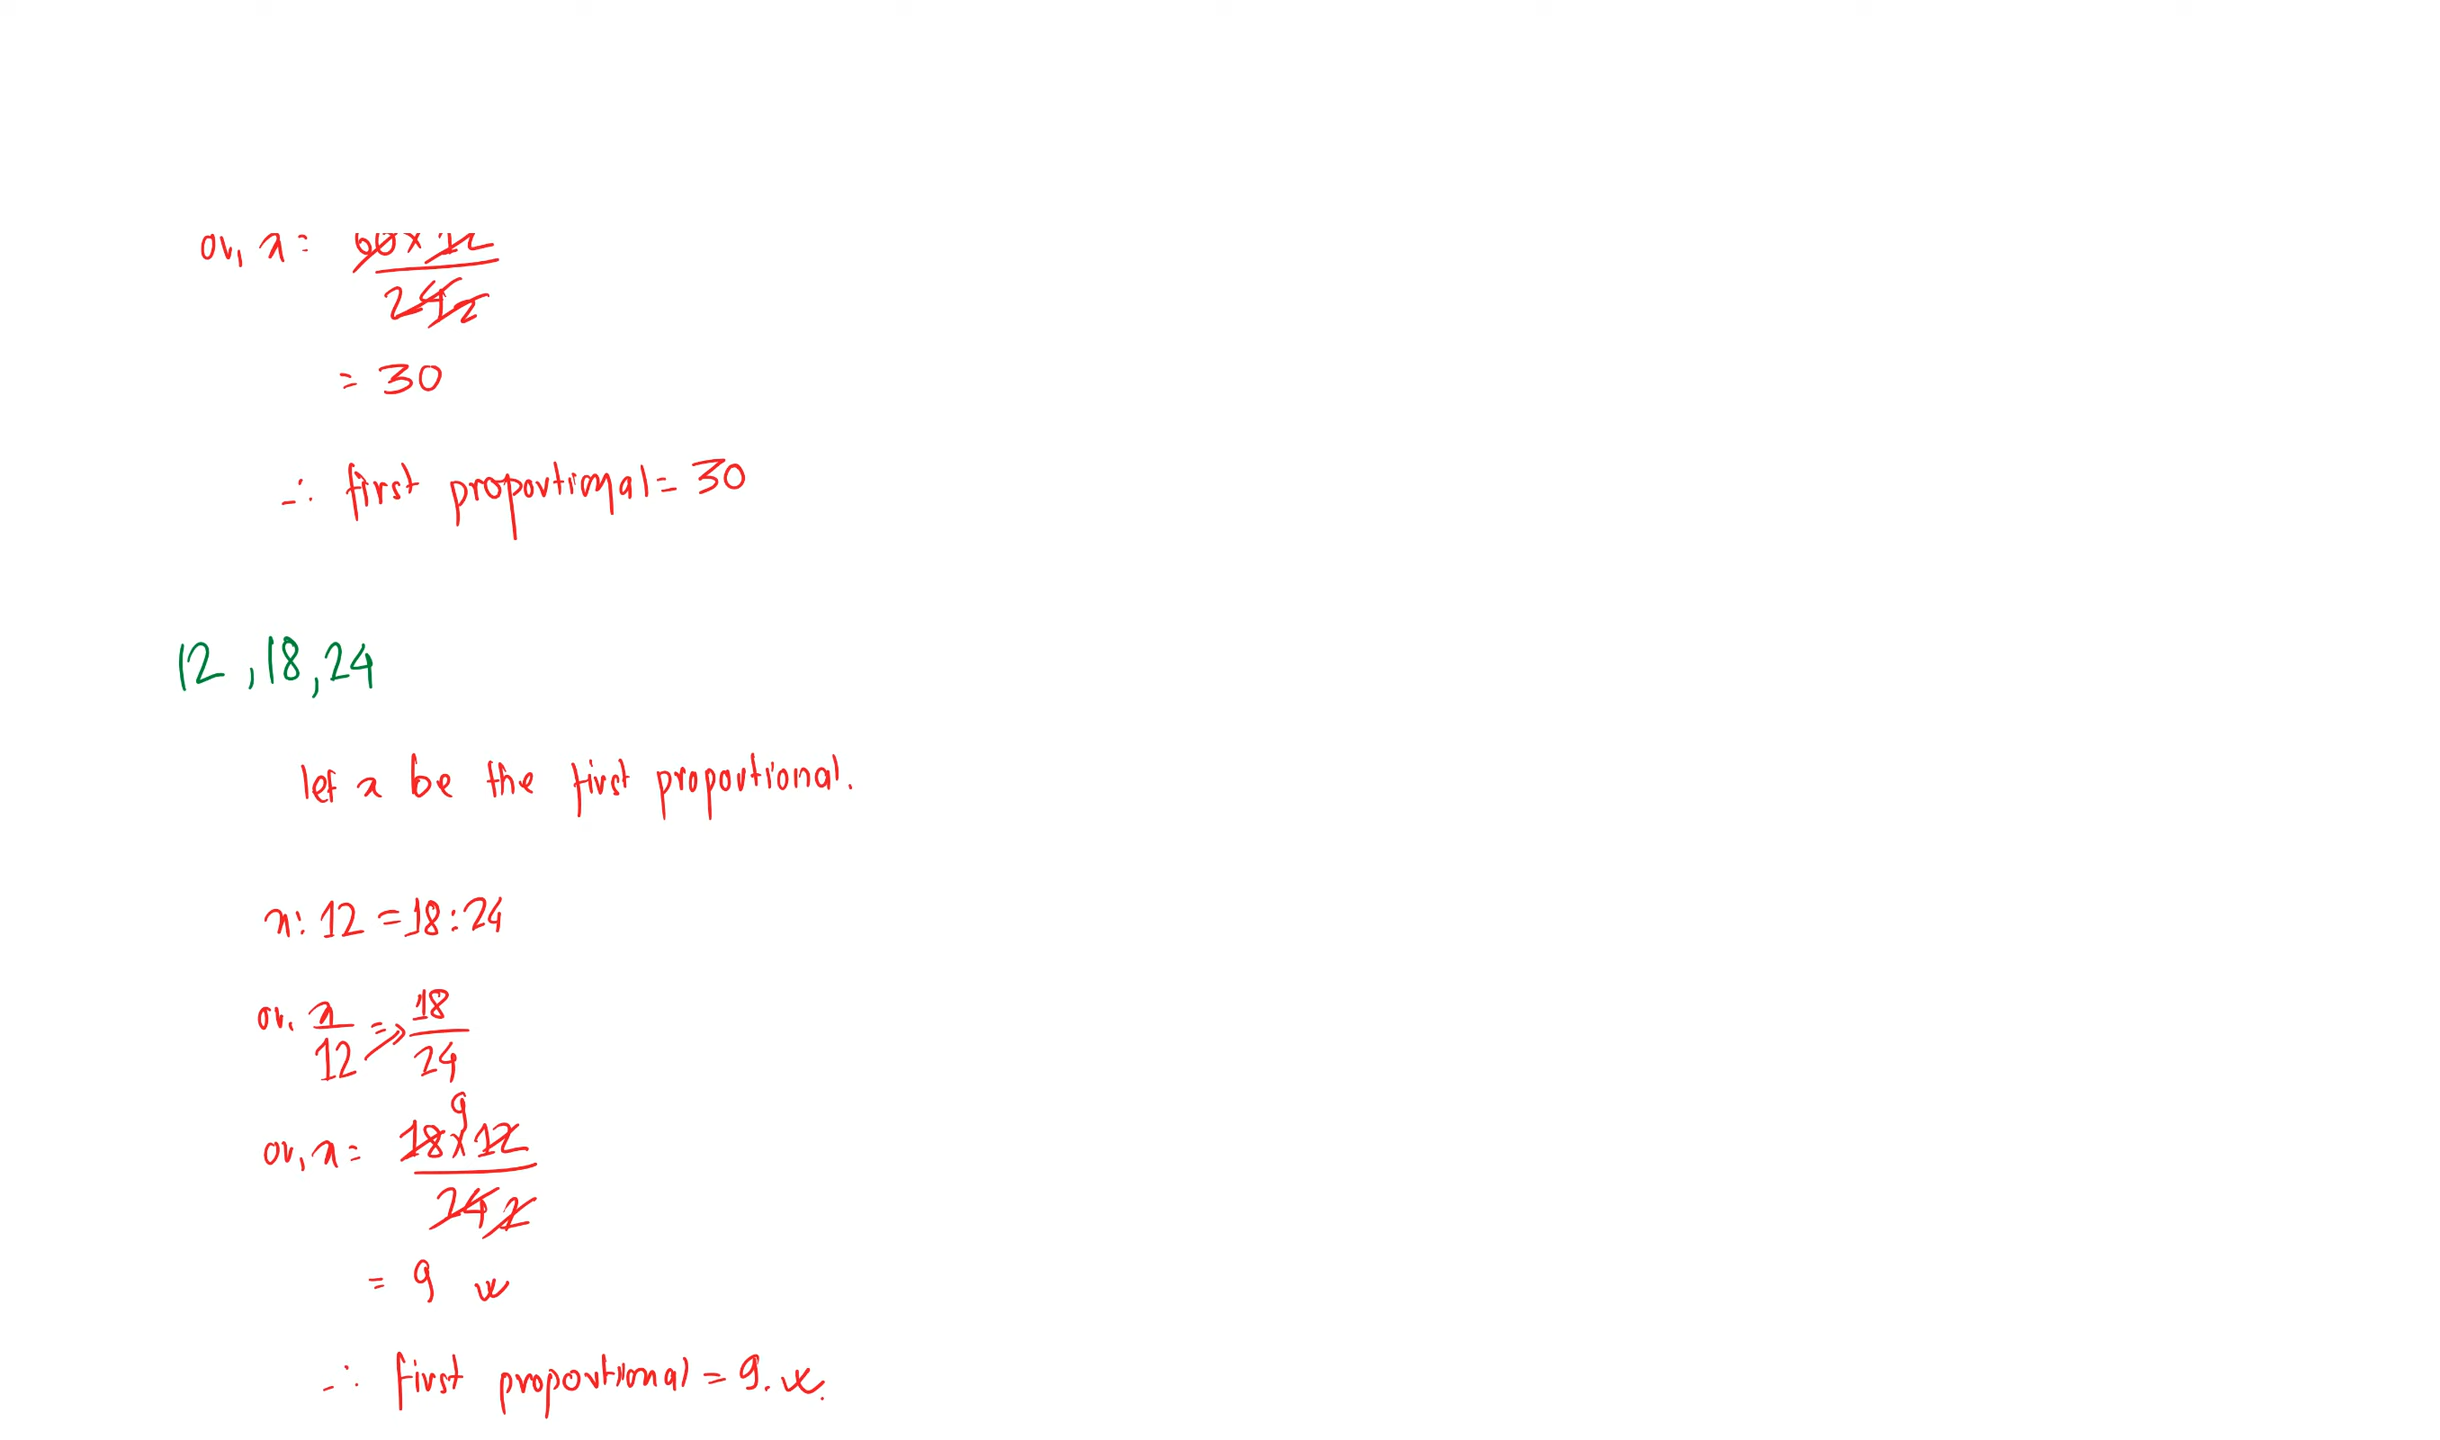 or, x = 60×12 / 24 2
= 30
∴ first proportional = 30
12 , 18, 24
let x be the first proportional.
x : 12 = 18 : 24
or, x/12 = 18/24
or, x = 18×12 / 24 2 9
= 9
∴ first proportional = 9.